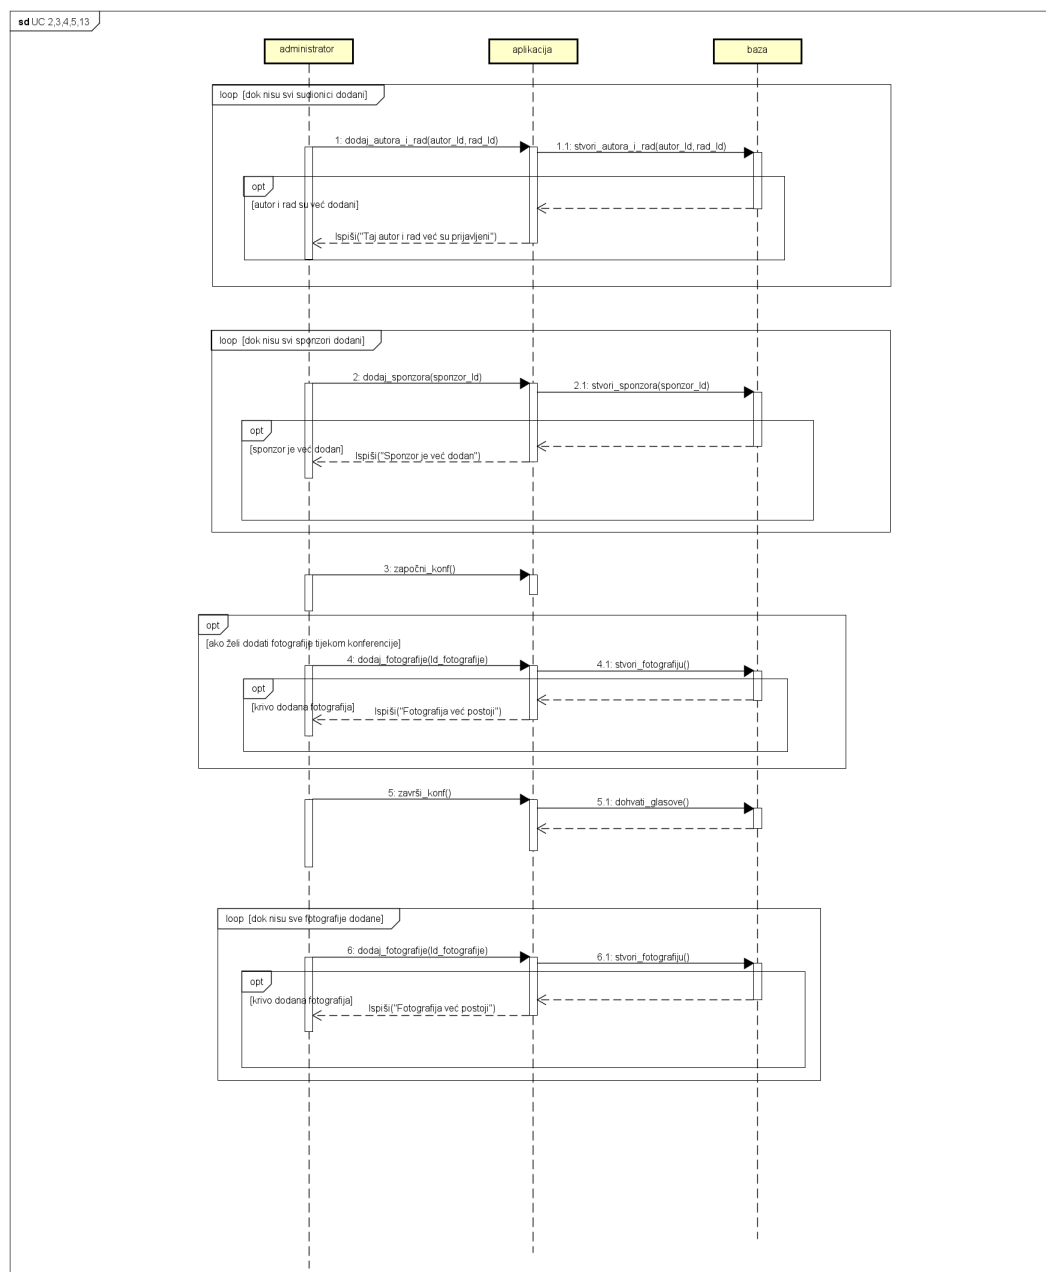 sd UC 2,3,4,5,13
administrator
aplikacija
baza
loop [dok nisu svi sudionici dodani]
1: dodaj_autora_i_rad(autor_Id, rad_Id)
1.1: stvori_autora_i_rad(autor_Id, rad_Id)
opt
[autor i rad su već dodani]
Ispiši("Taj autor i rad već su prijavljeni")
loop [dok nisu svi sponzori dodani]
2: dodaj_sponzora(sponzor_Id)
2.1: stvori_sponzora(sponzor_Id)
opt
[sponzor je već dodan]
Ispiši("Sponzor je već dodan")
3: započni_konf()
opt
[ako želi dodati fotografije tijekom konferencije]
4: dodaj_fotografije(Id_fotografije)
4.1: stvori_fotografiju()
opt
[krivo dodana fotografija]
Ispiši("Fotografija već postoji")
5: završi_konf()
5.1: dohvati_glasove()
loop [dok nisu sve fotografije dodane]
6: dodaj_fotografije(Id_fotografije)
6.1: stvori_fotografiju()
opt
[krivo dodana fotografija]
Ispiši("Fotografija već postoji")